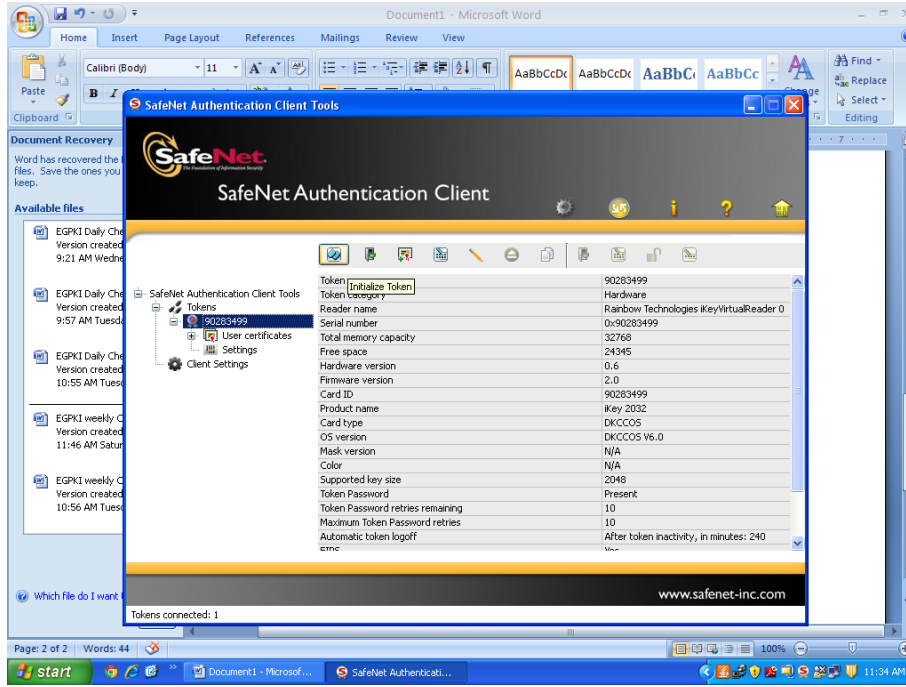 Document1 - Microsoft Word
Home Insert Page Layout References Mailings Review View
Calibri (Body) 11
Paste
B I
AaBbCcDc AaBbCcDc AaBbC AaBbCc
Find
Replace
Select
Clipboard
Editing
SafeNet Authentication Client Tools
SafeNet.
The Foundation of Information Security
SafeNet Authentication Client
Document Recovery
Word has recovered the
files. Save the ones you
keep.
Available files
EGPKI Daily Che
Version created
9:21 AM Wedne
EGPKI Daily Che
Version created
9:57 AM Tuesd
EGPKI Daily Che
Version created
10:55 AM Tuesd
EGPKI weekly C
Version created
11:46 AM Satur
EGPKI weekly C
Version created
10:56 AM Tuesd
Which file do I want
SafeNet Authentication Client Tools
Tokens
90283499
User certificates
Settings
Client Settings
Initialize Token
Token 90283499
Token category Hardware
Reader name Rainbow Technologies iKeyVirtualReader 0
Serial number 0x90283499
Total memory capacity 32768
Free space 24345
Hardware version 0.6
Firmware version 2.0
Card ID 90283499
Product name iKey 2032
Card type DKCCOS
OS version DKCCOS V6.0
Mask version N/A
Color N/A
Supported key size 2048
Token Password Present
Token Password retries remaining 10
Maximum Token Password retries 10
Automatic token logoff After token inactivity, in minutes: 240
FIPS Yes
www.safenet-inc.com
Tokens connected: 1
Page: 2 of 2 Words: 44 100%
start Document1 - Microsof... SafeNet Authenticati... 11:34 AM